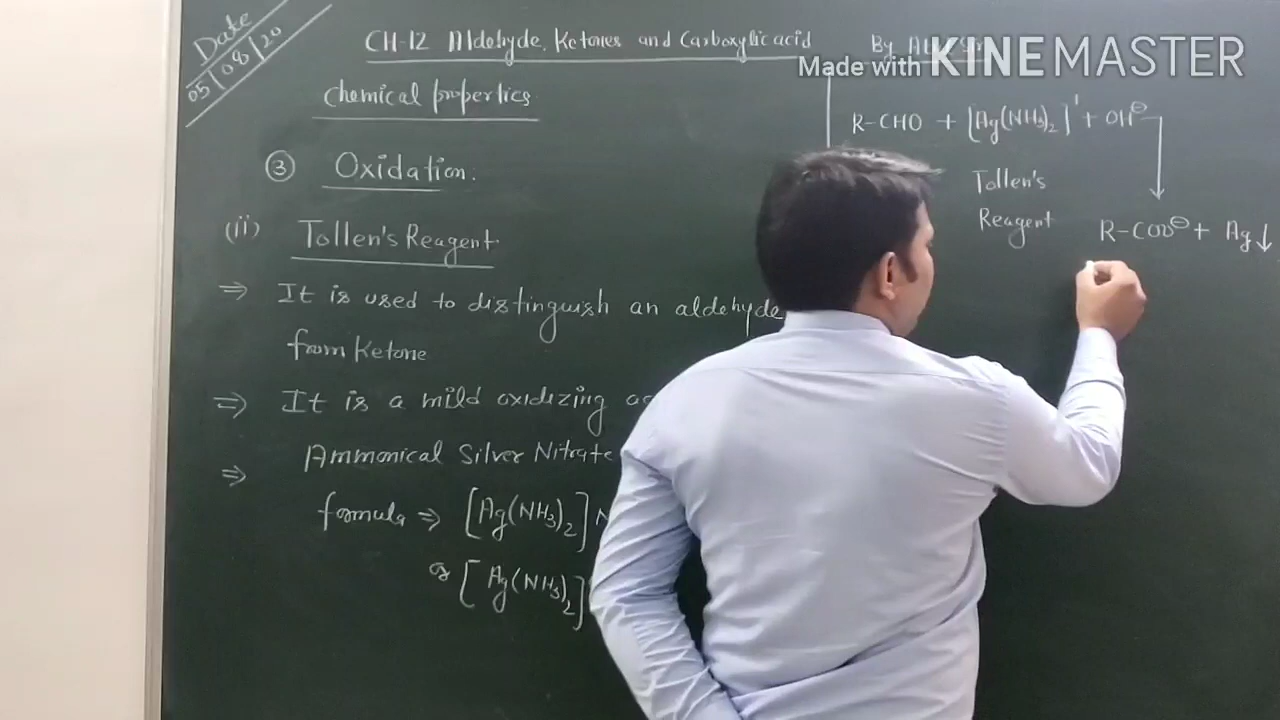 Date
05/08/20
CH-12 Aldehyde, Ketones and Carboxylic acid
By
Made with KINEMASTER
Chemical properties
③ Oxidation.
(ii) Tollen's Reagent.
⇒ It is used to distinguish an aldehyde
from Ketone
⇒ It is a mild oxidizing
⇒ Ammonical Silver Nitrate
formula ⇒ [Ag(NH₃)₂]
or [Ag(NH₃)₂]
R-CHO + [Ag(NH₃)₂]⁺ + OH⊖
Tollen's
Reagent
R-COO⊖ + Ag↓